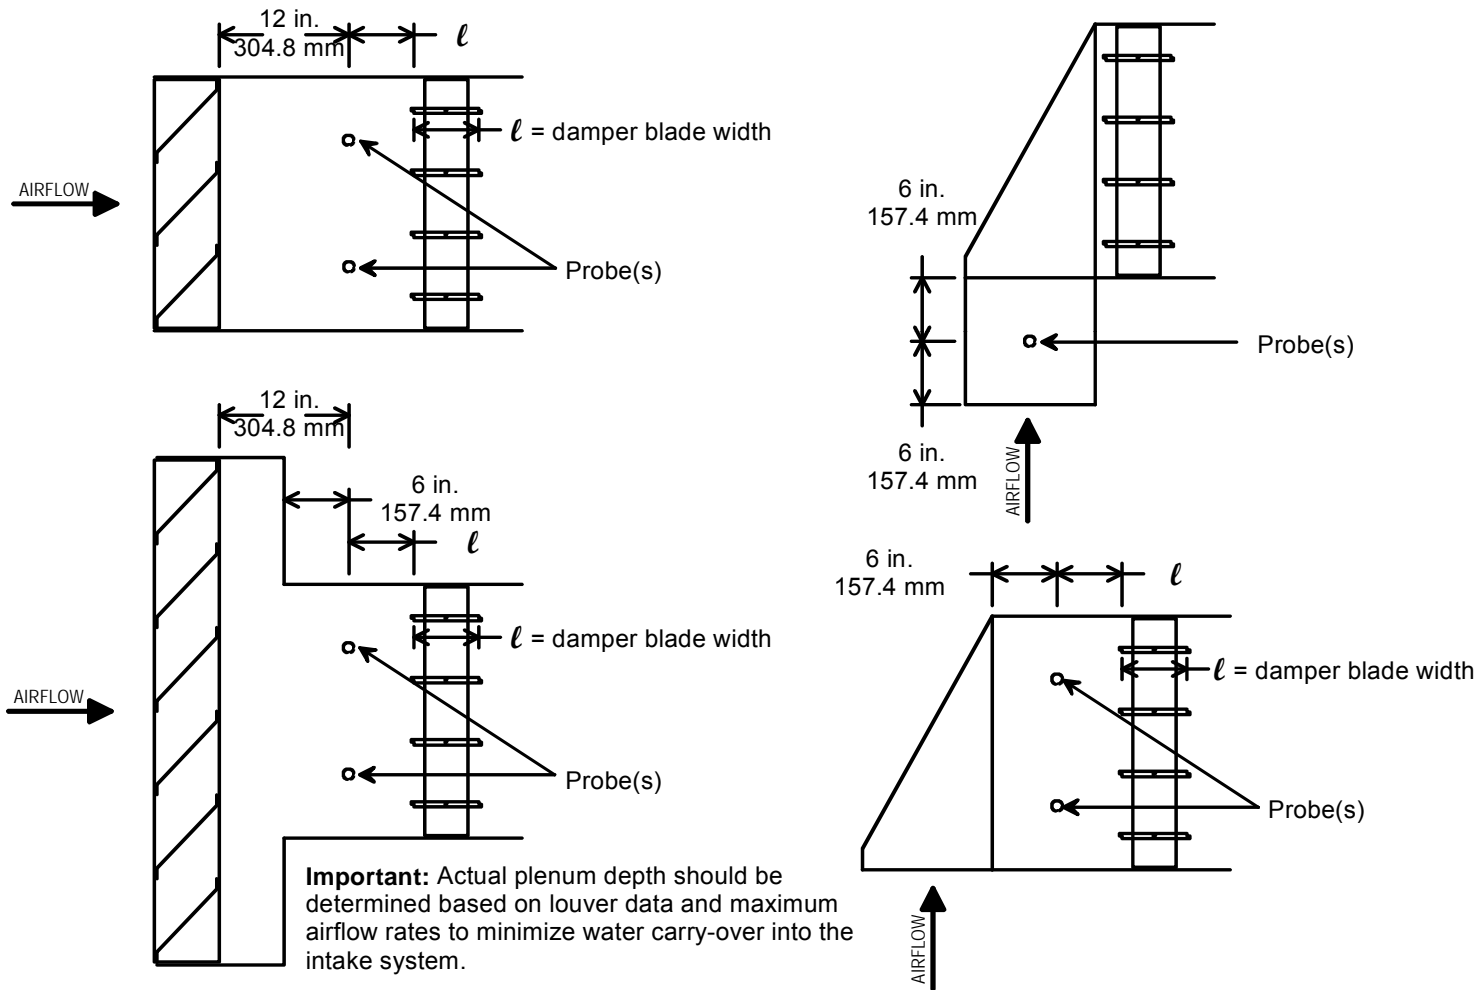 12 in.
304.8 mm
ℓ
ℓ = damper blade width
AIRFLOW
Probe(s)
12 in.
304.8 mm
6 in.
157.4 mm
ℓ
ℓ = damper blade width
AIRFLOW
Probe(s)
Important: Actual plenum depth should be
determined based on louver data and maximum
airflow rates to minimize water carry-over into the
intake system.
6 in.
157.4 mm
Probe(s)
6 in.
157.4 mm
AIRFLOW
6 in.
157.4 mm
ℓ
ℓ = damper blade width
Probe(s)
AIRFLOW